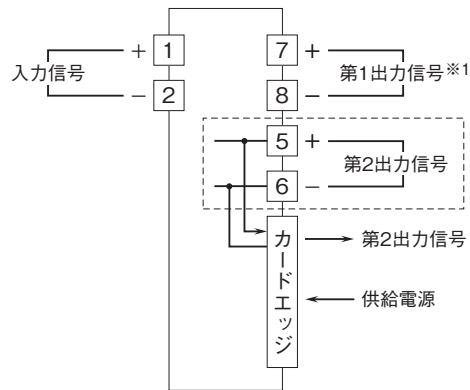 入力信号
+ 1
− 2
7 + 第1出力信号※1
8 −
5 + 第2出力信号
6 −
カードエッジ
第2出力信号
供給電源